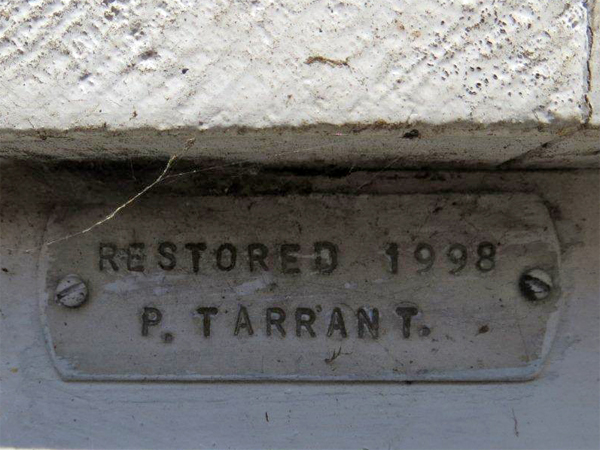 RESTORED 1998
P. TARRANT.